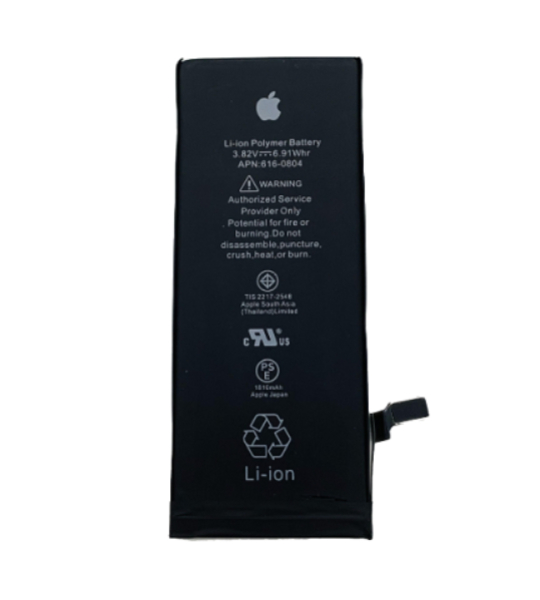 Li-ion Polymer Battery
3.82V⎓6.91Whr
APN:616-0804
WARNING
Authorized Service
Provider Only
Potential for fire or
burning.Do not
disassemble,puncture,
crush,heat,or burn.
TIS 2217-2548
Apple South Asia
(Thailand)Limited
c RU® US
PS
E
1810mAh
Apple Japan
Li-ion